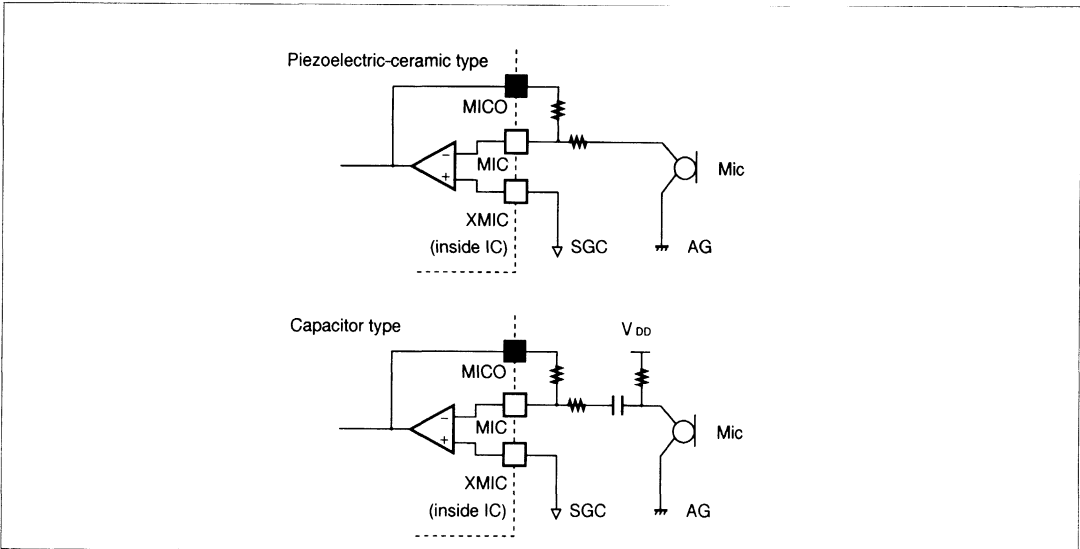 Piezoelectric-ceramic type
MICO
−
MIC
+
Mic
XMIC
(inside IC)
SGC
AG
Capacitor type
VDD
MICO
−
MIC
+
Mic
XMIC
(inside IC)
SGC
AG